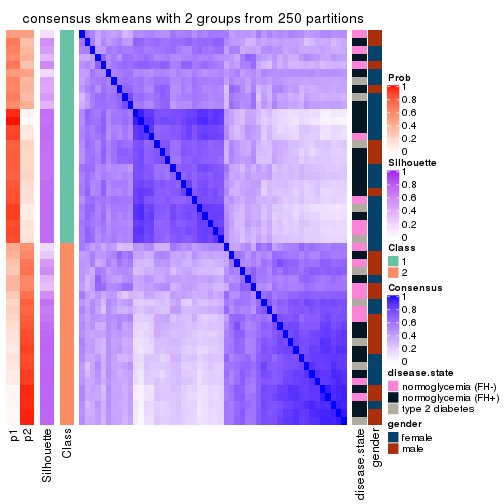 consensus skmeans with 2 groups from 250 partitions
Prob
1
0.8
0.6
0.4
0.2
0
Silhouette
1
0.8
0.6
0.4
0.2
0
Class
1
2
Consensus
1
0.8
0.6
0.4
0.2
0
disease.state
normoglycemia (FH-)
normoglycemia (FH+)
type 2 diabetes
gender
female
male
p1
p2
Silhouette
Class
disease.state
gender